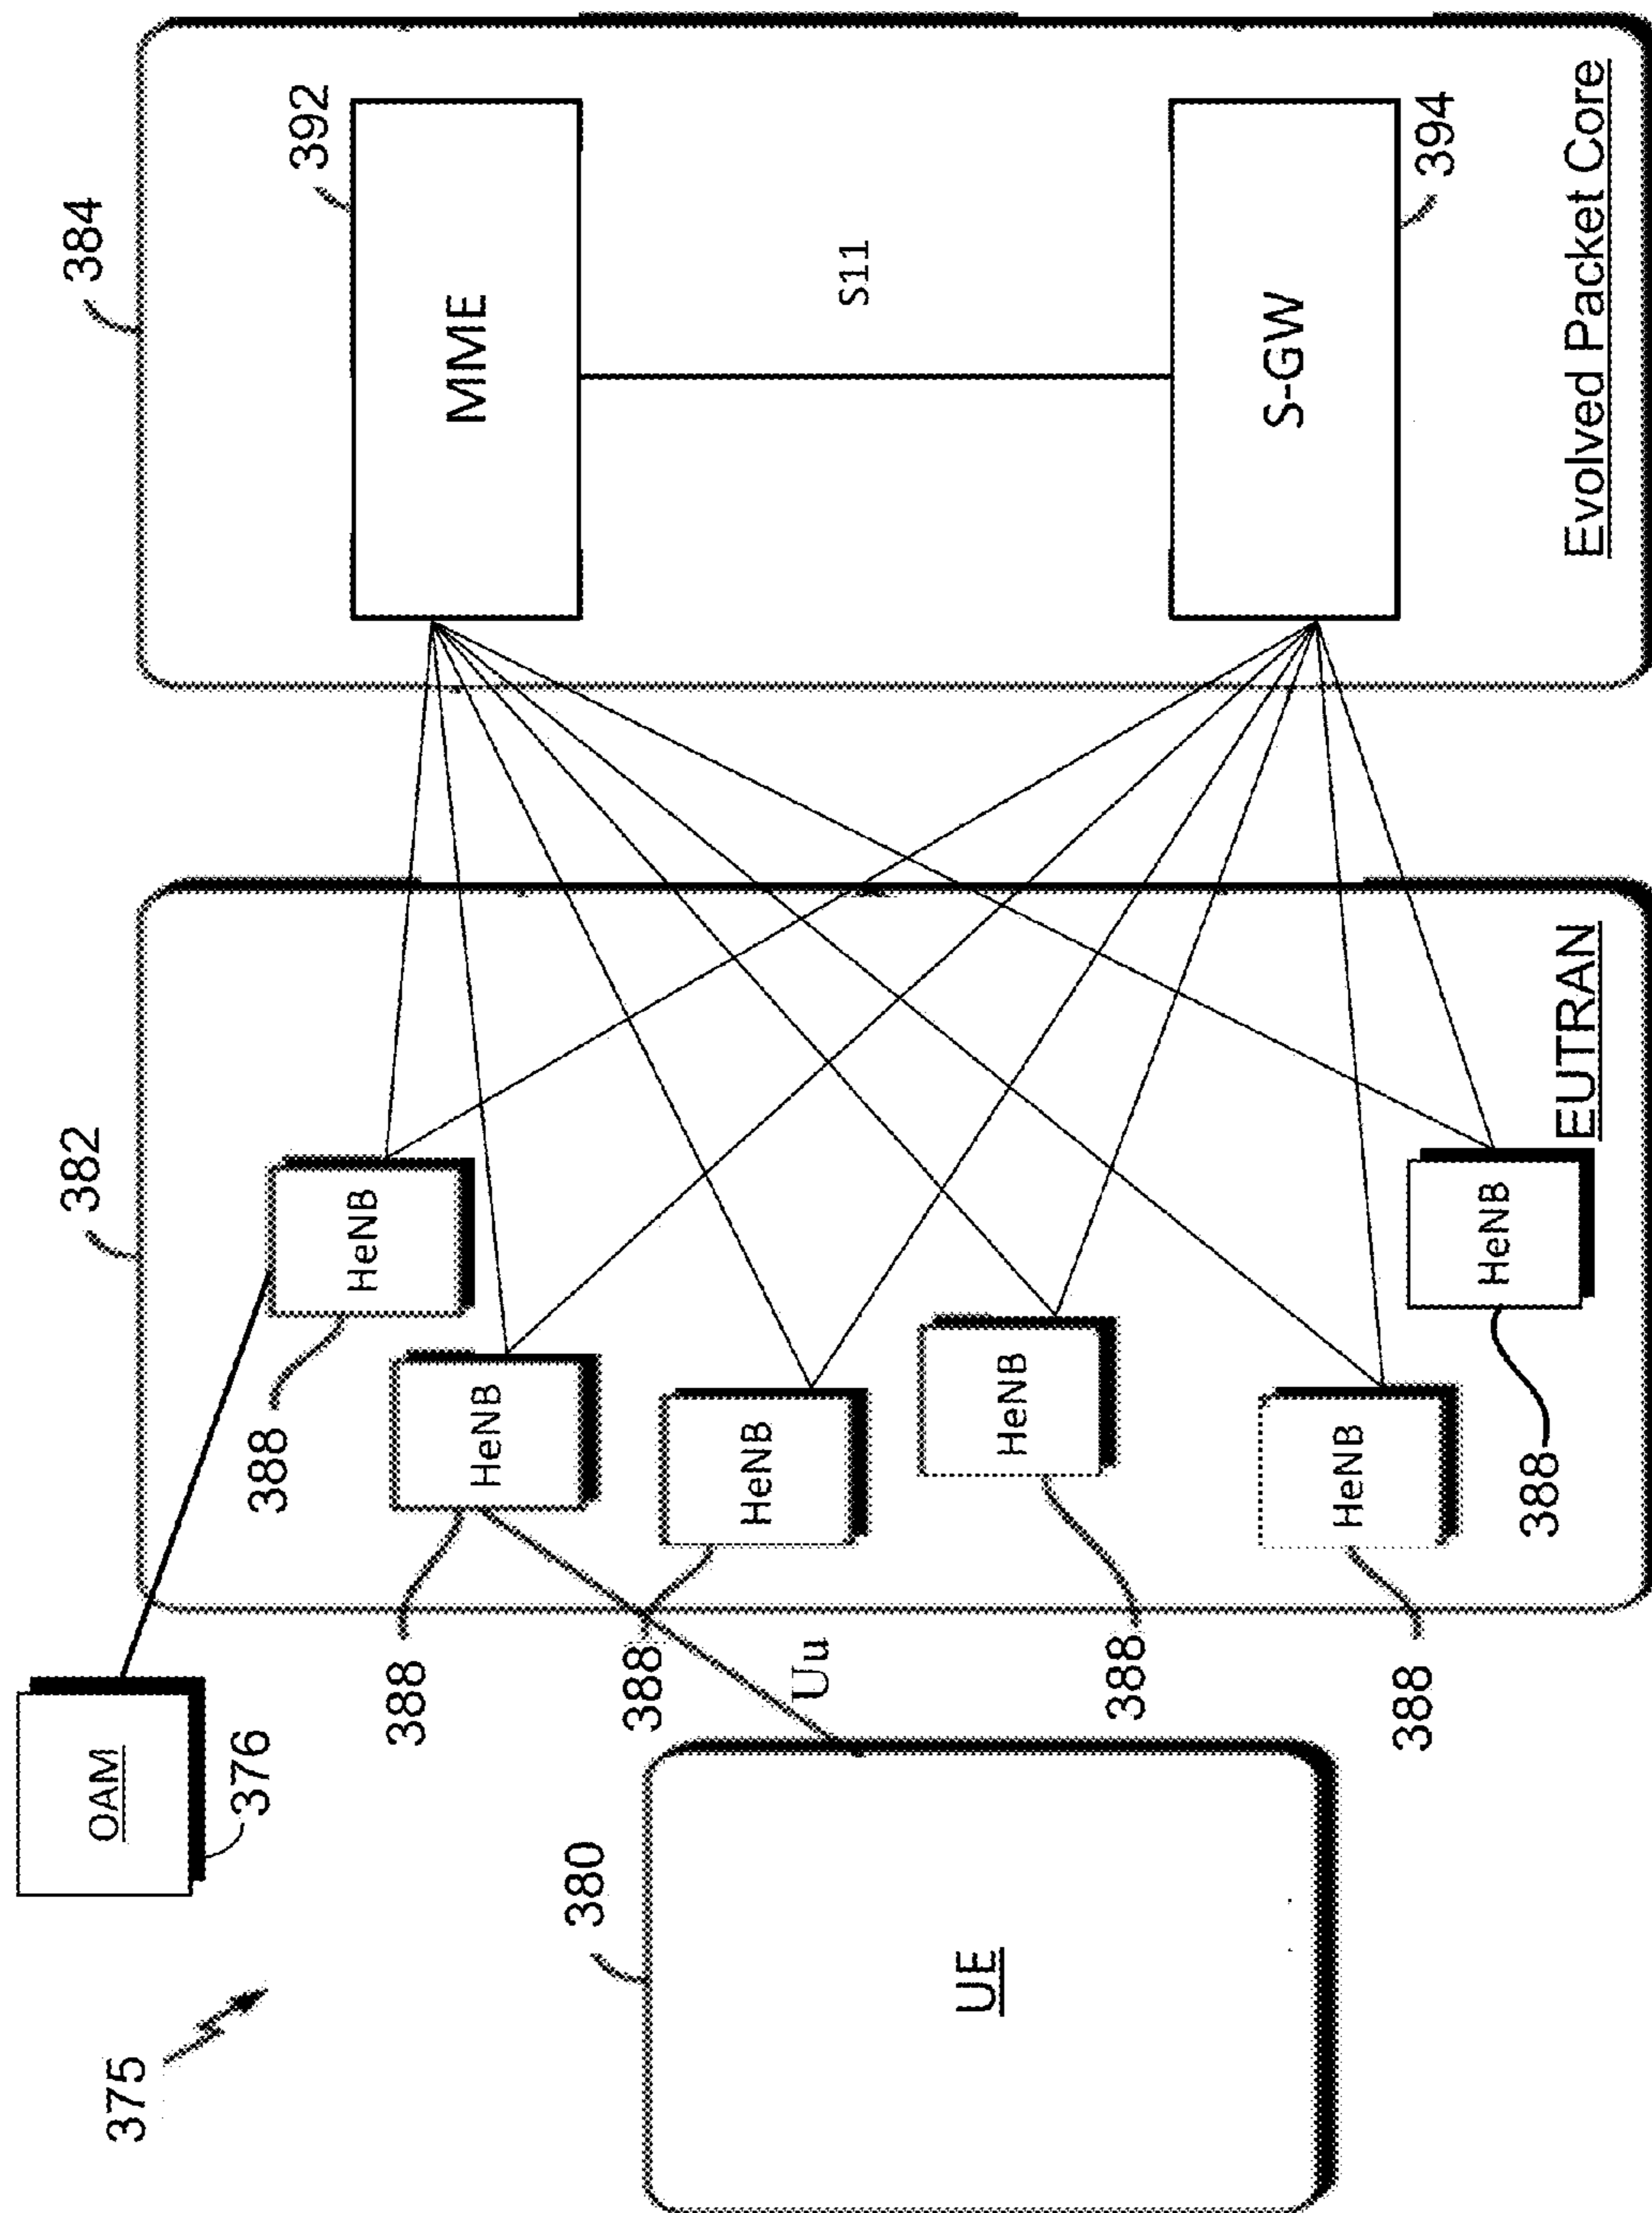 375
OAM
376
382
384
HeNB
388
MME
392
HeNB
388
380
UE
Uu
HeNB
388
S11
HeNB
388
HeNB
388
S-GW
394
HeNB
388
EUTRAN
Evolved Packet Core